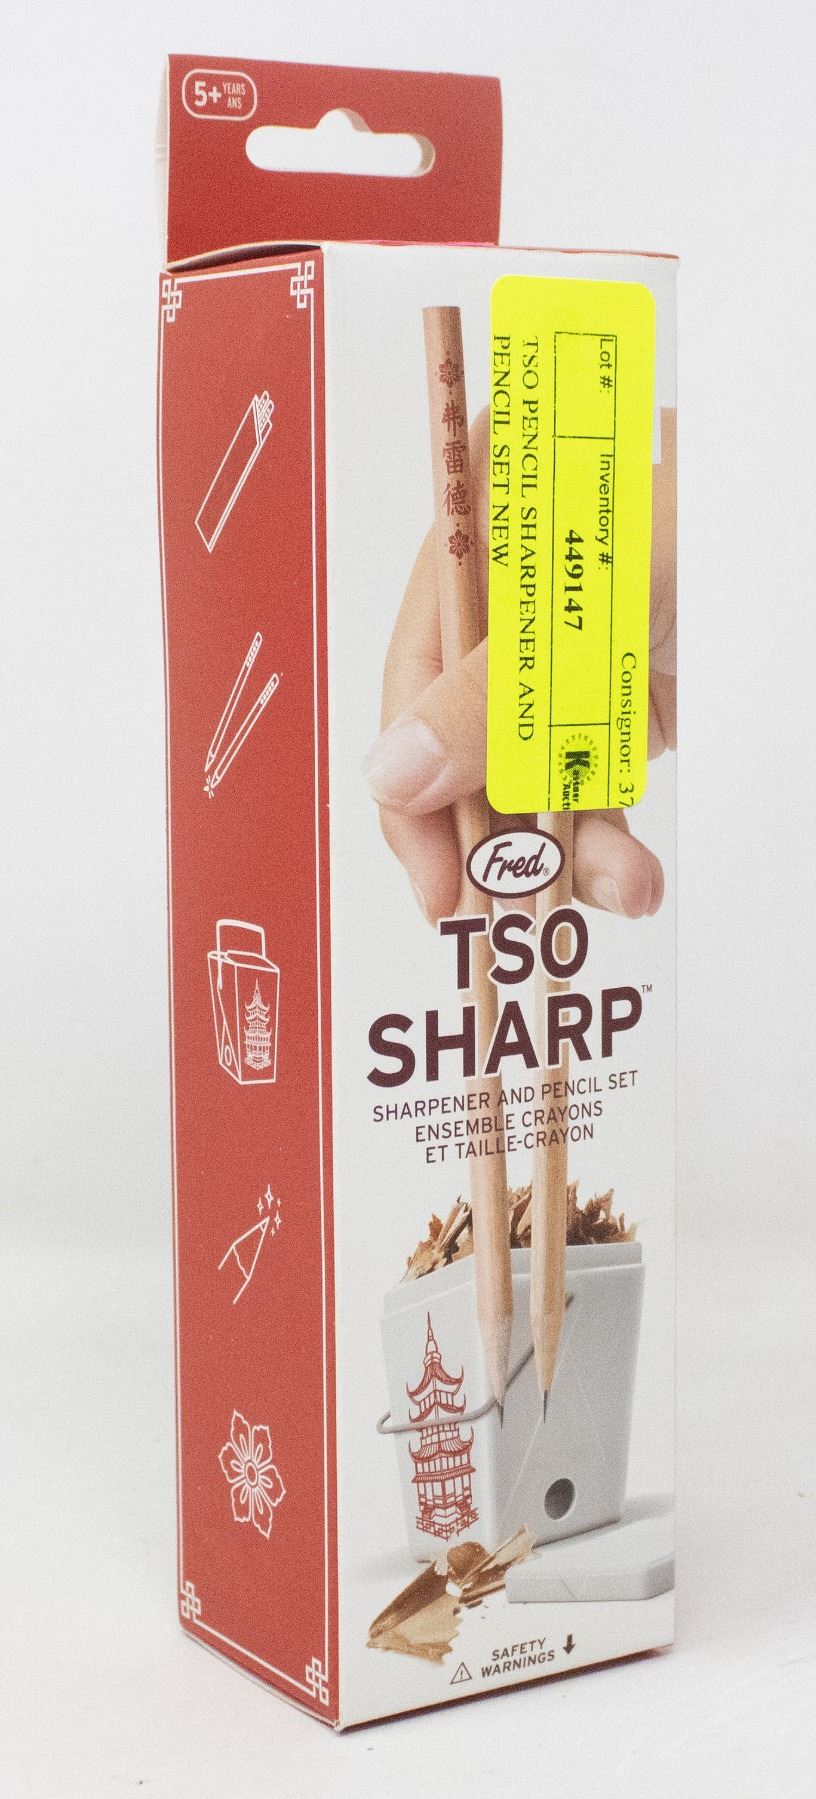 5+ YEARS
ANS
弗雷德
Lot #:
Inventory #:
Consignor: 37
449147
TSO PENCIL SHARPENER AND
PENCIL SET NEW
Fred®
TSO
SHARP™
SHARPENER AND PENCIL SET
ENSEMBLE CRAYONS
ET TAILLE-CRAYON
SAFETY
WARNINGS